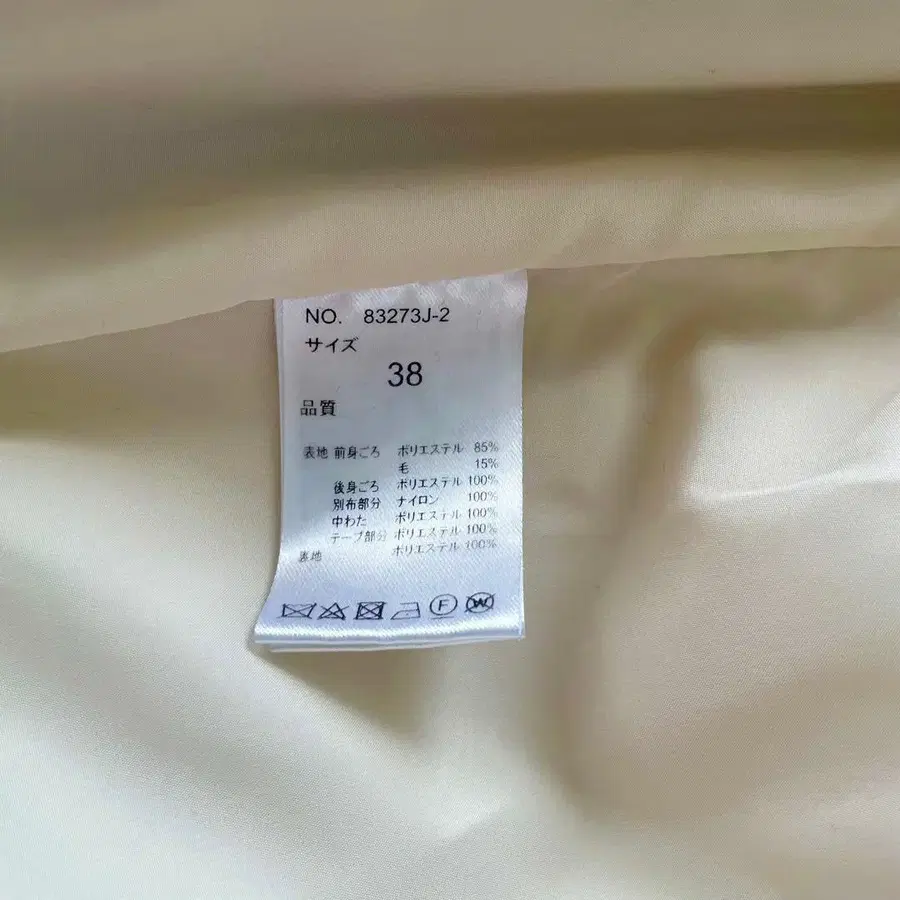 NO. 83273J-2
サイズ
38
品質
表地 前身ごろ ポリエステル 85%
毛 15%
後身ごろ ポリエステル 100%
別布部分 ナイロン 100%
中わた ポリエステル 100%
テープ部分 ポリエステル 100%
表地 ポリエステル 100%
F W